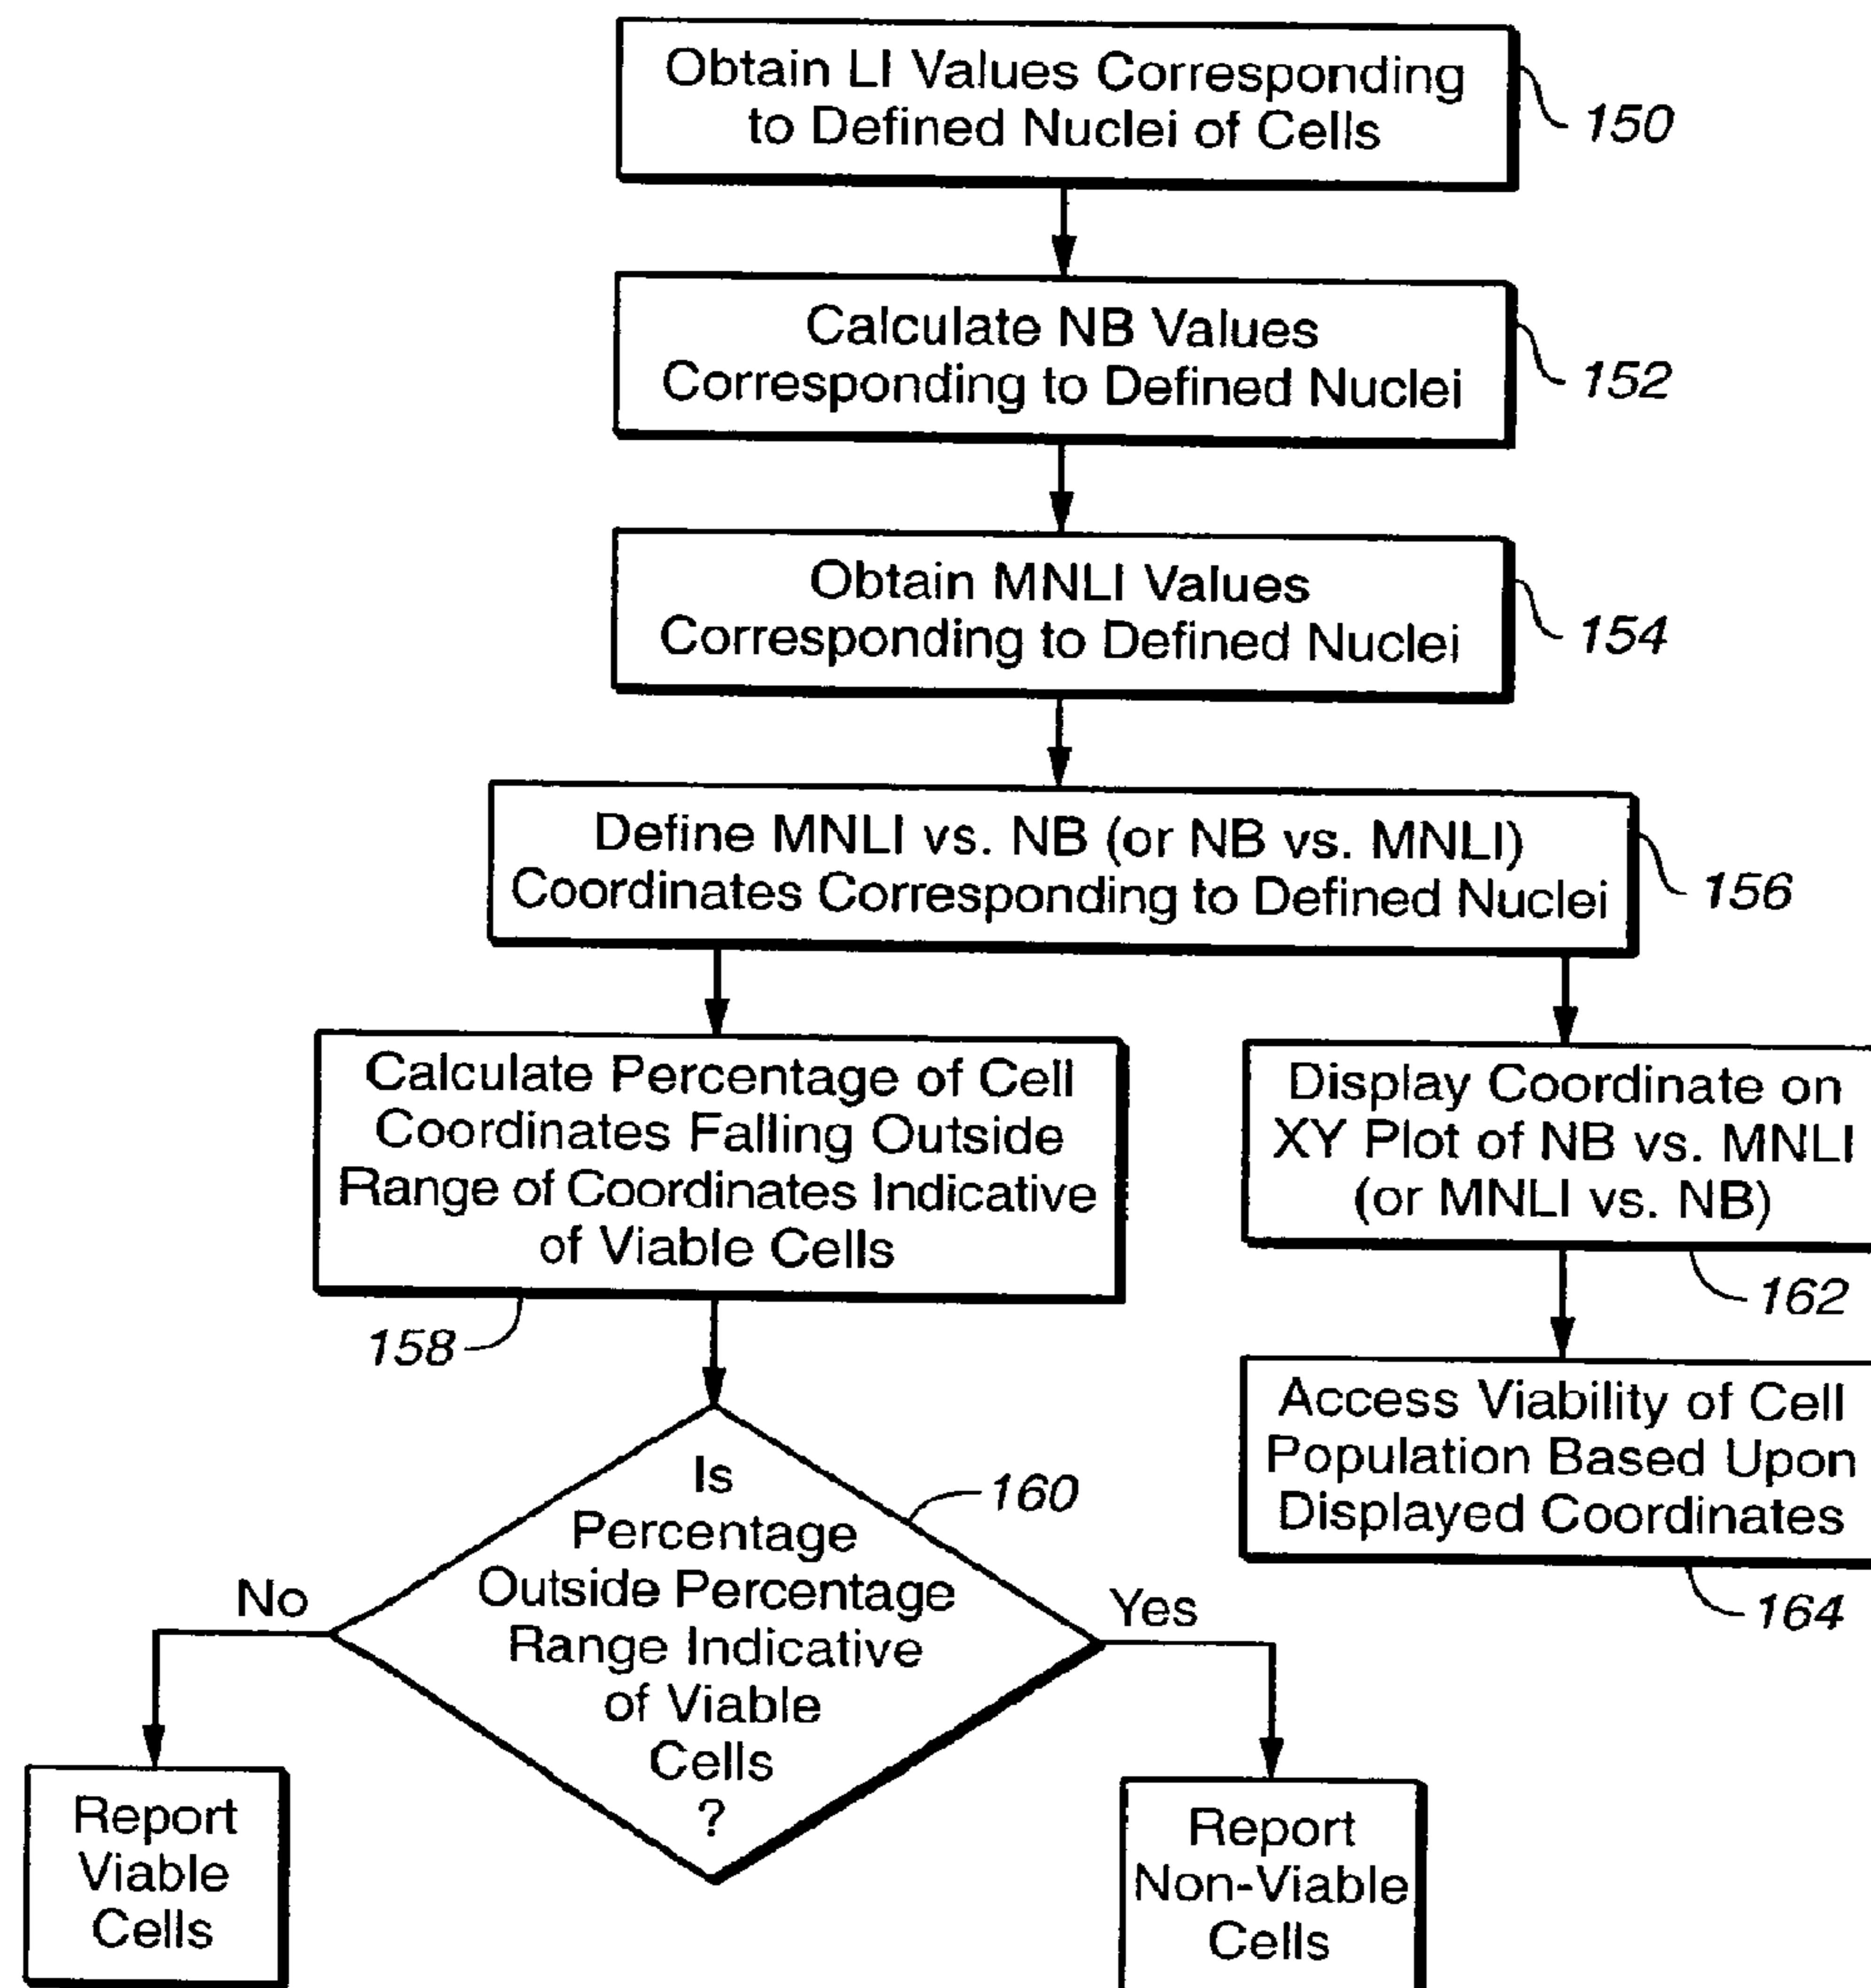 Obtain LI Values Corresponding
to Defined Nuclei of Cells
150
Calculate NB Values
Corresponding to Defined Nuclei
152
Obtain MNLI Values
Corresponding to Defined Nuclei
154
Define MNLI vs. NB (or NB vs. MNLI)
Coordinates Corresponding to Defined Nuclei
156
Calculate Percentage of Cell
Coordinates Falling Outside
Range of Coordinates Indicative
of Viable Cells
158
Display Coordinate on
XY Plot of NB vs. MNLI
(or MNLI vs. NB)
162
Access Viability of Cell
Population Based Upon
Displayed Coordinates
164
Is
Percentage
Outside Percentage
Range Indicative
of Viable
Cells
?
160
No
Yes
Report
Viable
Cells
Report
Non-Viable
Cells